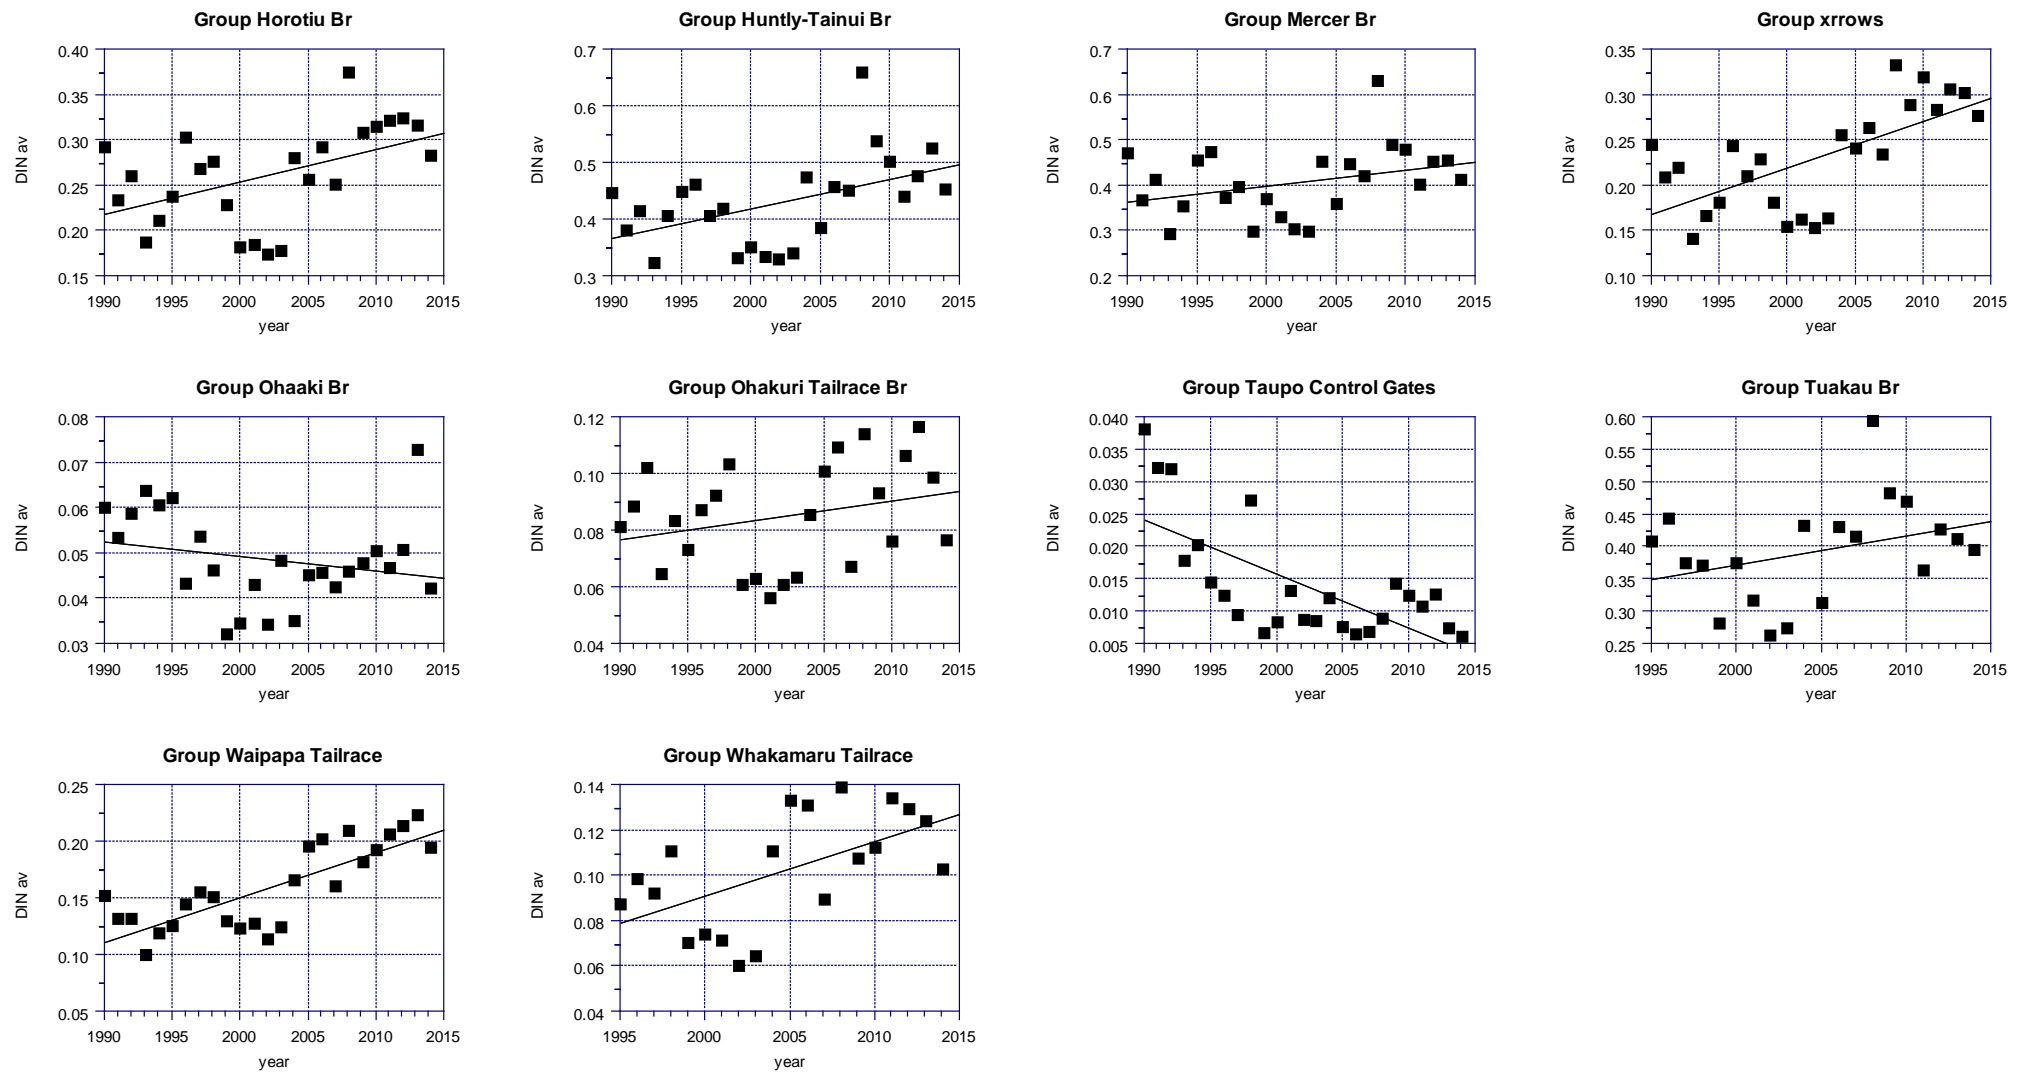 Group Horotiu Br
0.40
0.35
0.30
0.25
0.20
0.15
DIN av
1990 1995 2000 2005 2010 2015
year
Group Huntly-Tainui Br
0.7
0.6
0.5
0.4
0.3
DIN av
1990 1995 2000 2005 2010 2015
year
Group Mercer Br
0.7
0.6
0.5
0.4
0.3
0.2
DIN av
1990 1995 2000 2005 2010 2015
year
Group xrrows
0.35
0.30
0.25
0.20
0.15
0.10
DIN av
1990 1995 2000 2005 2010 2015
year
Group Ohaaki Br
0.08
0.07
0.06
0.05
0.04
0.03
DIN av
1990 1995 2000 2005 2010 2015
year
Group Ohakuri Tailrace Br
0.12
0.10
0.08
0.06
0.04
DIN av
1990 1995 2000 2005 2010 2015
year
Group Taupo Control Gates
0.040
0.035
0.030
0.025
0.020
0.015
0.010
0.005
DIN av
1990 1995 2000 2005 2010 2015
year
Group Tuakau Br
0.60
0.55
0.50
0.45
0.40
0.35
0.30
0.25
DIN av
1995 2000 2005 2010 2015
year
Group Waipapa Tailrace
0.25
0.20
0.15
0.10
0.05
DIN av
1990 1995 2000 2005 2010 2015
year
Group Whakamaru Tailrace
0.14
0.12
0.10
0.08
0.06
0.04
DIN av
1995 2000 2005 2010 2015
year